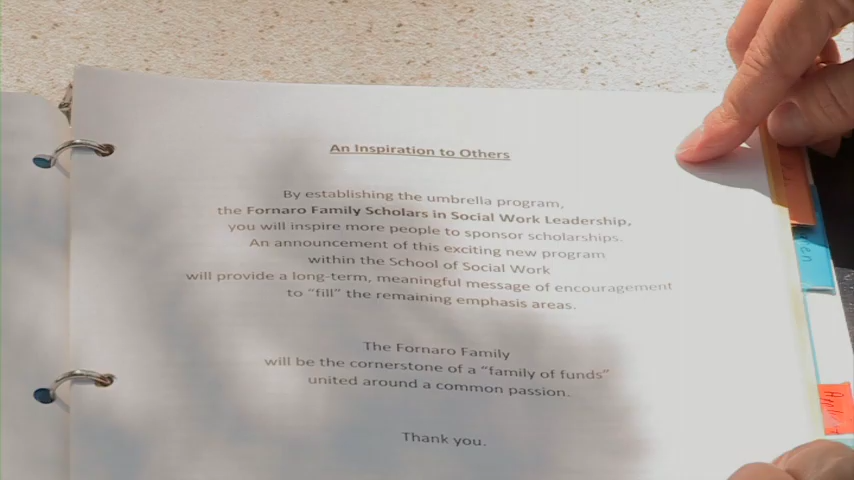 An Inspiration to Others
By establishing the umbrella program,
the Fornaro Family Scholars in Social Work Leadership,
you will inspire more people to sponsor scholarships.
An announcement of this exciting new program
within the School of Social Work
will provide a long-term, meaningful message of encouragement
to “fill” the remaining emphasis areas.
The Fornaro Family
will be the cornerstone of a “family of funds”
united around a common passion.
Thank you.